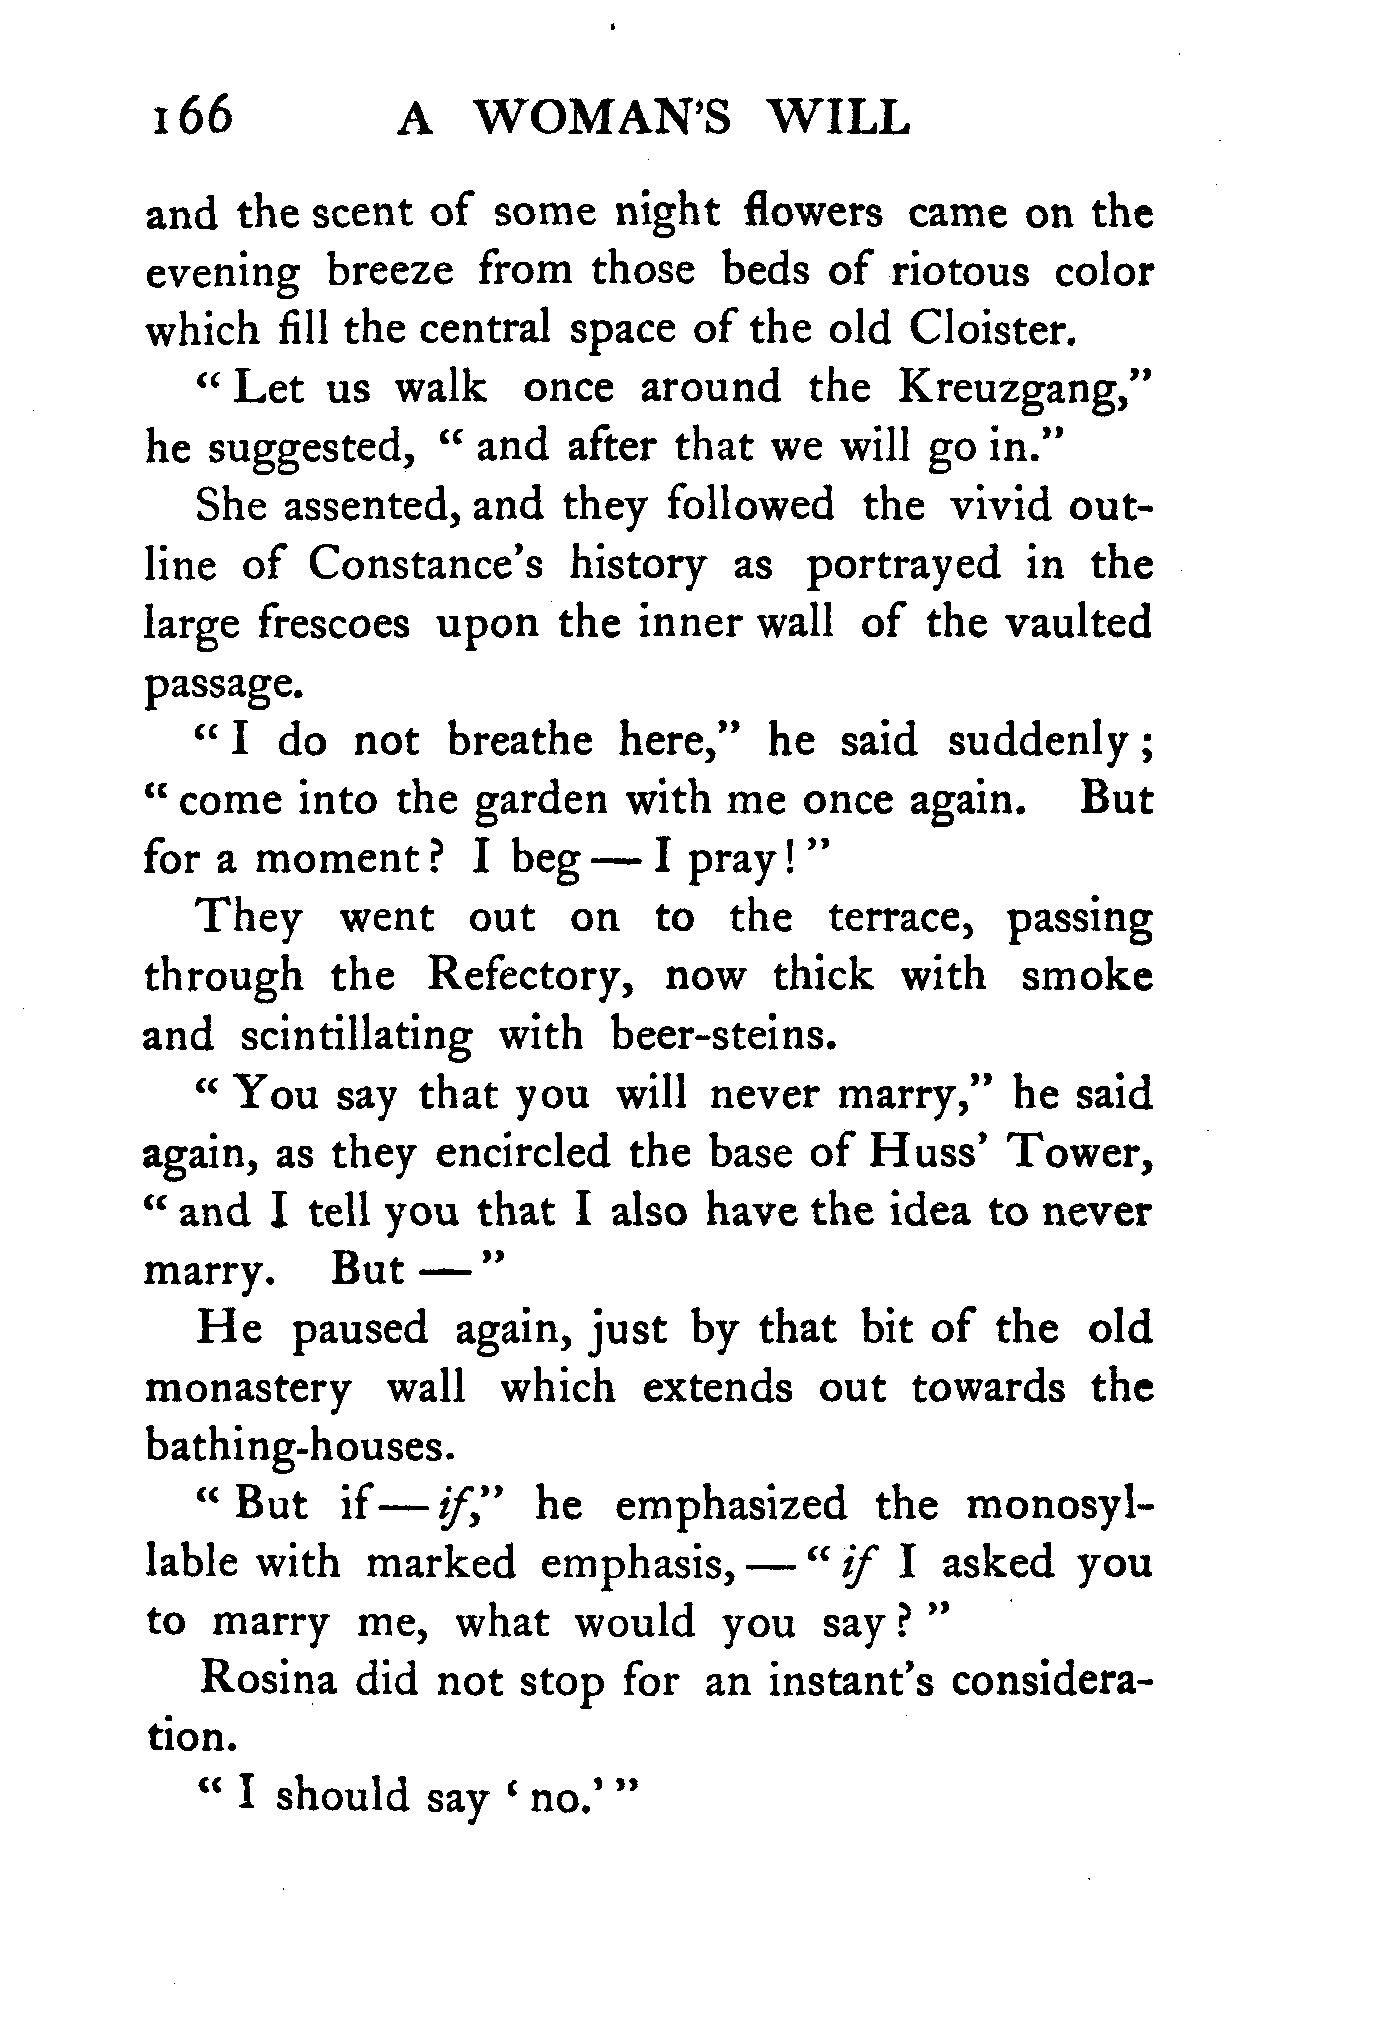 166 A WOMAN'S WILL
and the scent of some night flowers came on the
evening breeze from those beds of riotous color
which fill the central space of the old Cloister.
“ Let us walk once around the Kreuzgang,”
he suggested, “ and after that we will go in.”
She assented, and they followed the vivid out-
line of Constance’s history as portrayed in the
large frescoes upon the inner wall of the vaulted
passage.
“ I do not breathe here,” he said suddenly ;
“ come into the garden with me once again. But
for a moment ? I beg — I pray ! ”
They went out on to the terrace, passing
through the Refectory, now thick with smoke
and scintillating with beer-steins.
“ You say that you will never marry,” he said
again, as they encircled the base of Huss’ Tower,
“ and I tell you that I also have the idea to never
marry. But — ”
He paused again, just by that bit of the old
monastery wall which extends out towards the
bathing-houses.
“ But if — if,” he emphasized the monosyl-
lable with marked emphasis, — “ if I asked you
to marry me, what would you say ? ”
Rosina did not stop for an instant’s considera-
tion.
“ I should say ‘ no.’ ”